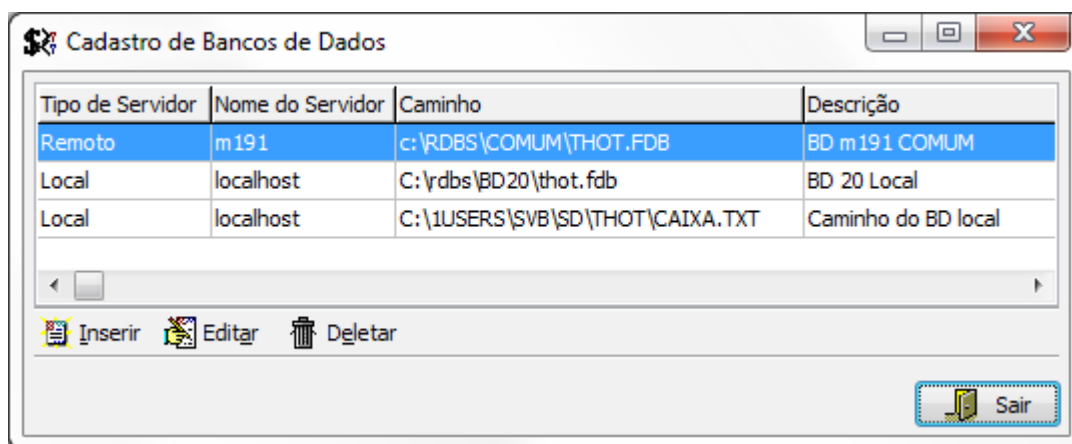 Cadastro de Bancos de Dados
Tipo de Servidor Nome do Servidor Caminho Descrição
Remoto m191 c:\RDBS\COMUM\THOT.FDB BD m191 COMUM
Local localhost C:\rdbs\BD20\thot.fdb BD 20 Local
Local localhost C:\1USERS\SVB\SD\THOT\CAIXA.TXT Caminho do BD local
Inserir Editar Deletar
Sair